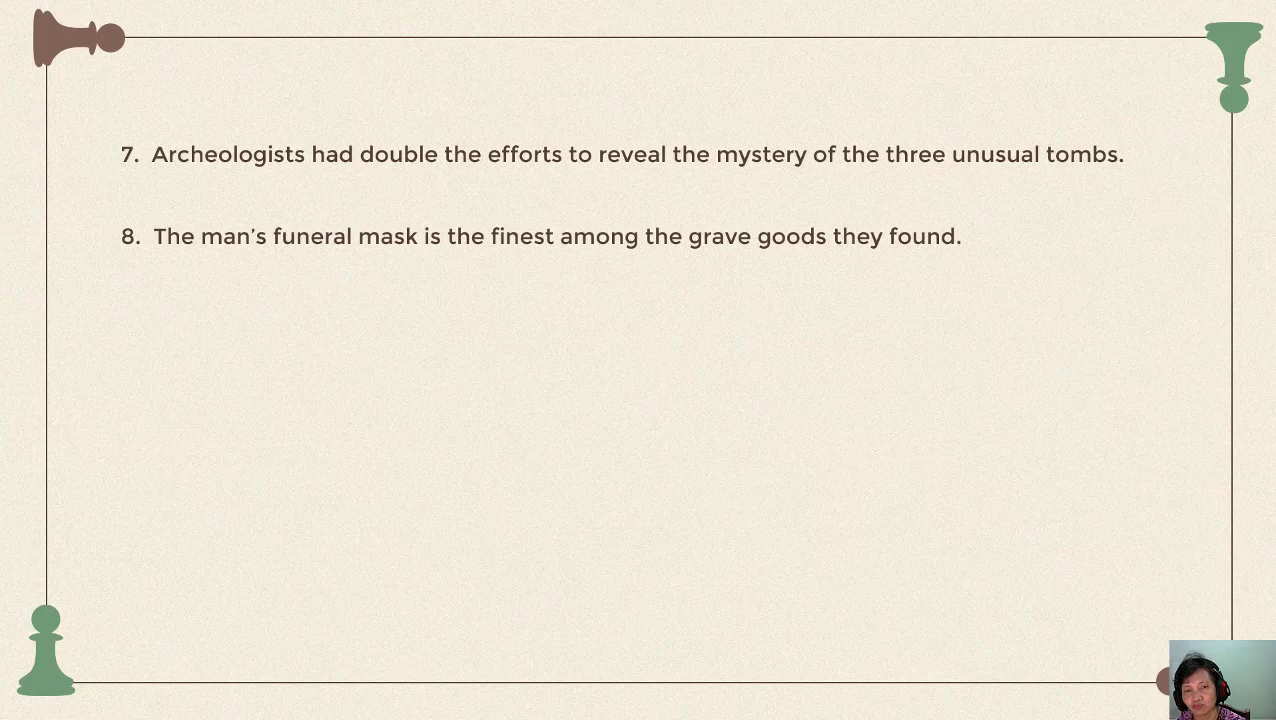 7. Archeologists had double the efforts to reveal the mystery of the three unusual tombs.
8. The man’s funeral mask is the finest among the grave goods they found.